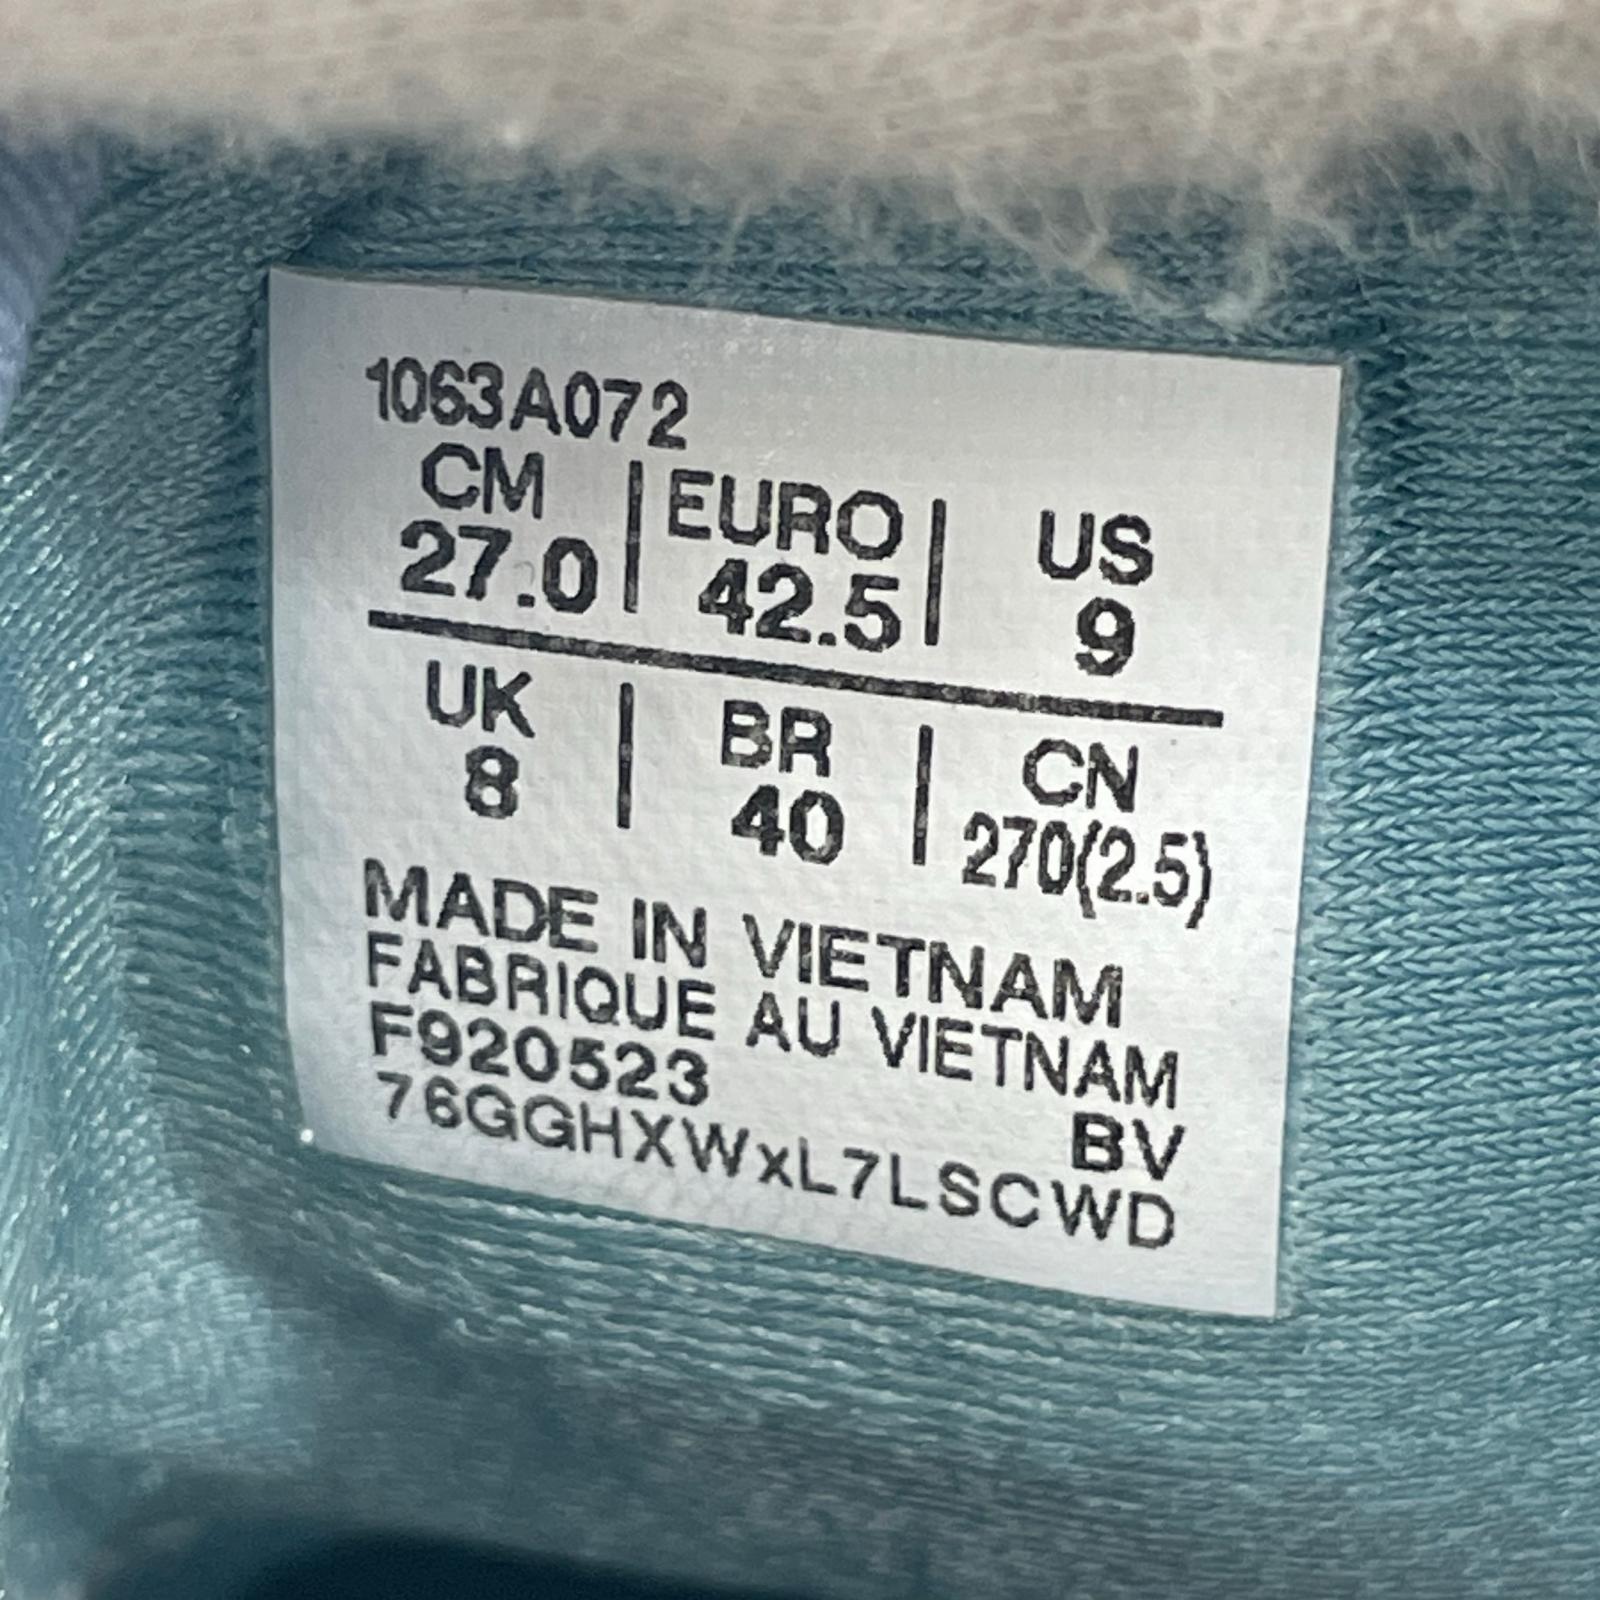 1063A072
CM | EURO | US
27.0 | 42.5 | 9
UK | BR | CN
8 | 40 | 270(2.5)
MADE IN VIETNAM
FABRIQUE AU VIETNAM
F920523 BV
76GGHXWxL7LSCWD